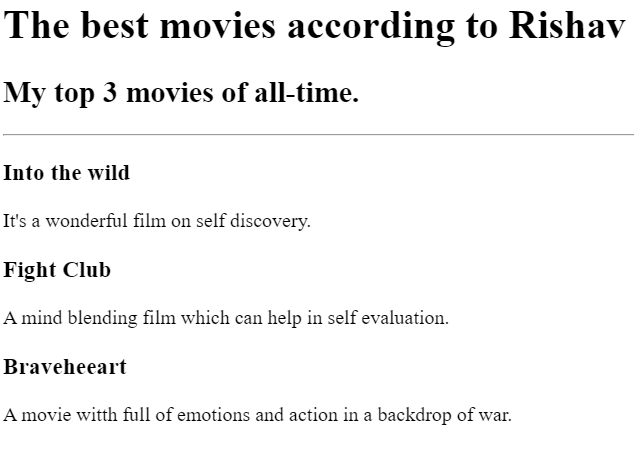 The best movies according to Rishav
My top 3 movies of all-time.
Into the wild
It's a wonderful film on self discovery.
Fight Club
A mind blending film which can help in self evaluation.
Braveheeart
A movie witth full of emotions and action in a backdrop of war.